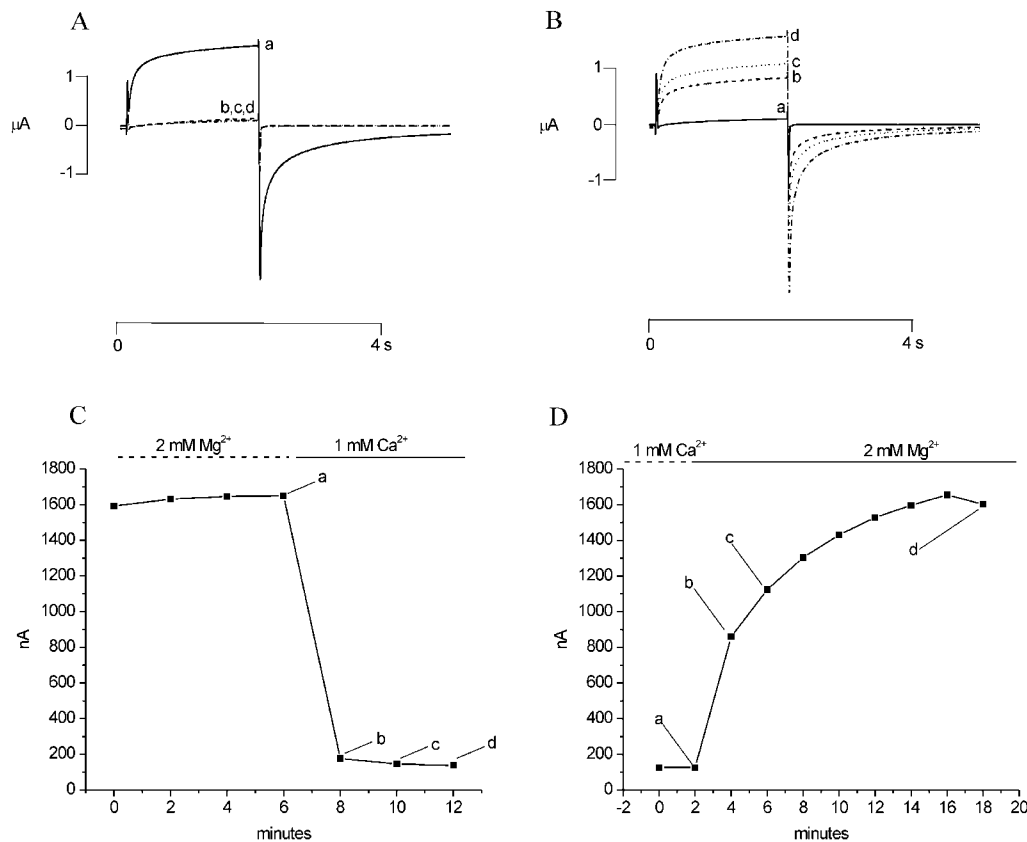 A
a
1
b,c,d
μA
0
-1
0
4 s
B
d
c
1
b
a
μA
0
-1
0
4 s
C
2 mM Mg²⁺
1 mM Ca²⁺
1800
1600
1400
1200
1000
800
600
400
200
0
nA
a
b
c
d
0 2 4 6 8 10 12
minutes
D
1 mM Ca²⁺
2 mM Mg²⁺
1800
1600
1400
1200
1000
800
600
400
200
0
nA
c
b
d
a
-2 0 2 4 6 8 10 12 14 16 18 20
minutes